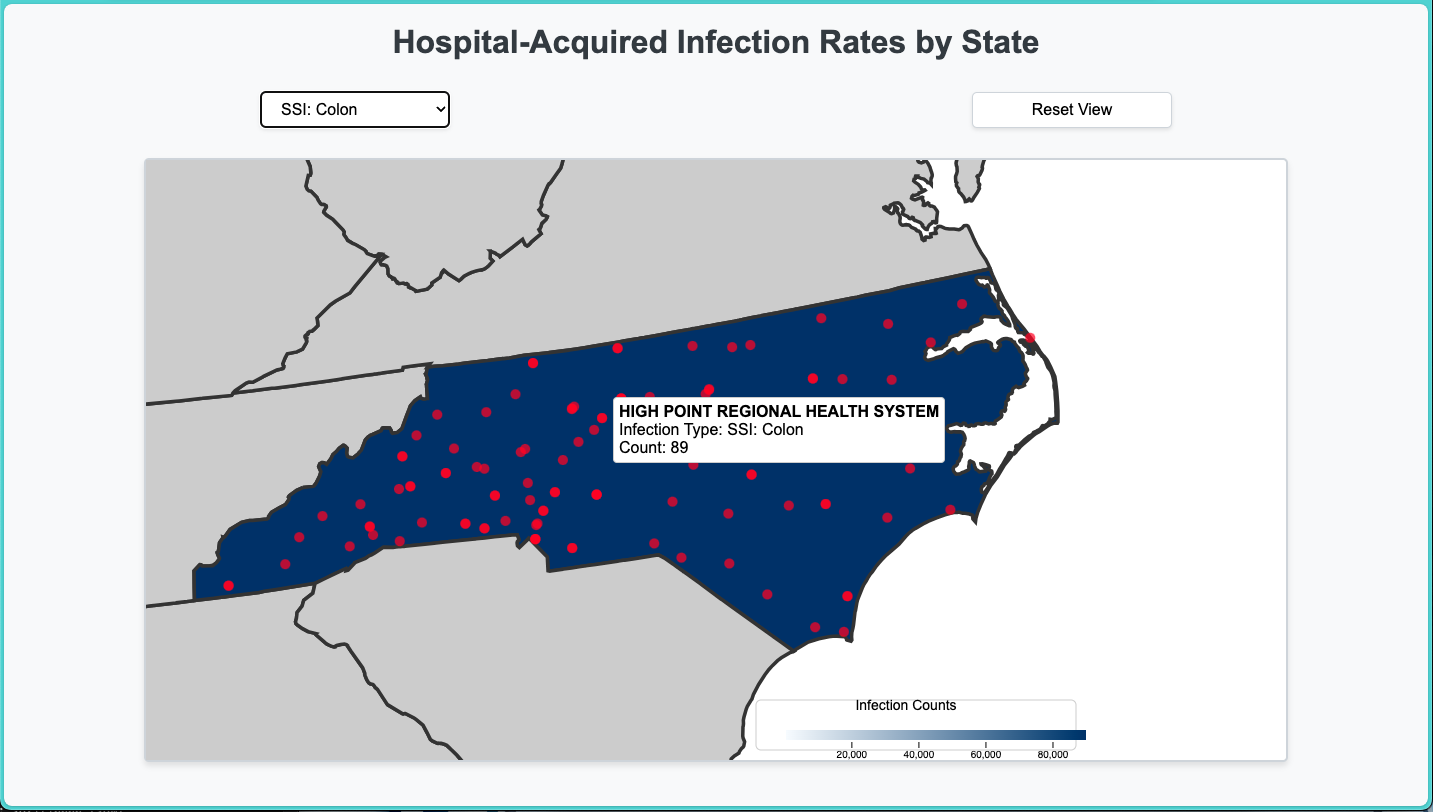 Hospital-Acquired Infection Rates by State
SSI: Colon
Reset View
HIGH POINT REGIONAL HEALTH SYSTEM
Infection Type: SSI: Colon
Count: 89
Infection Counts
20,000 40,000 60,000 80,000